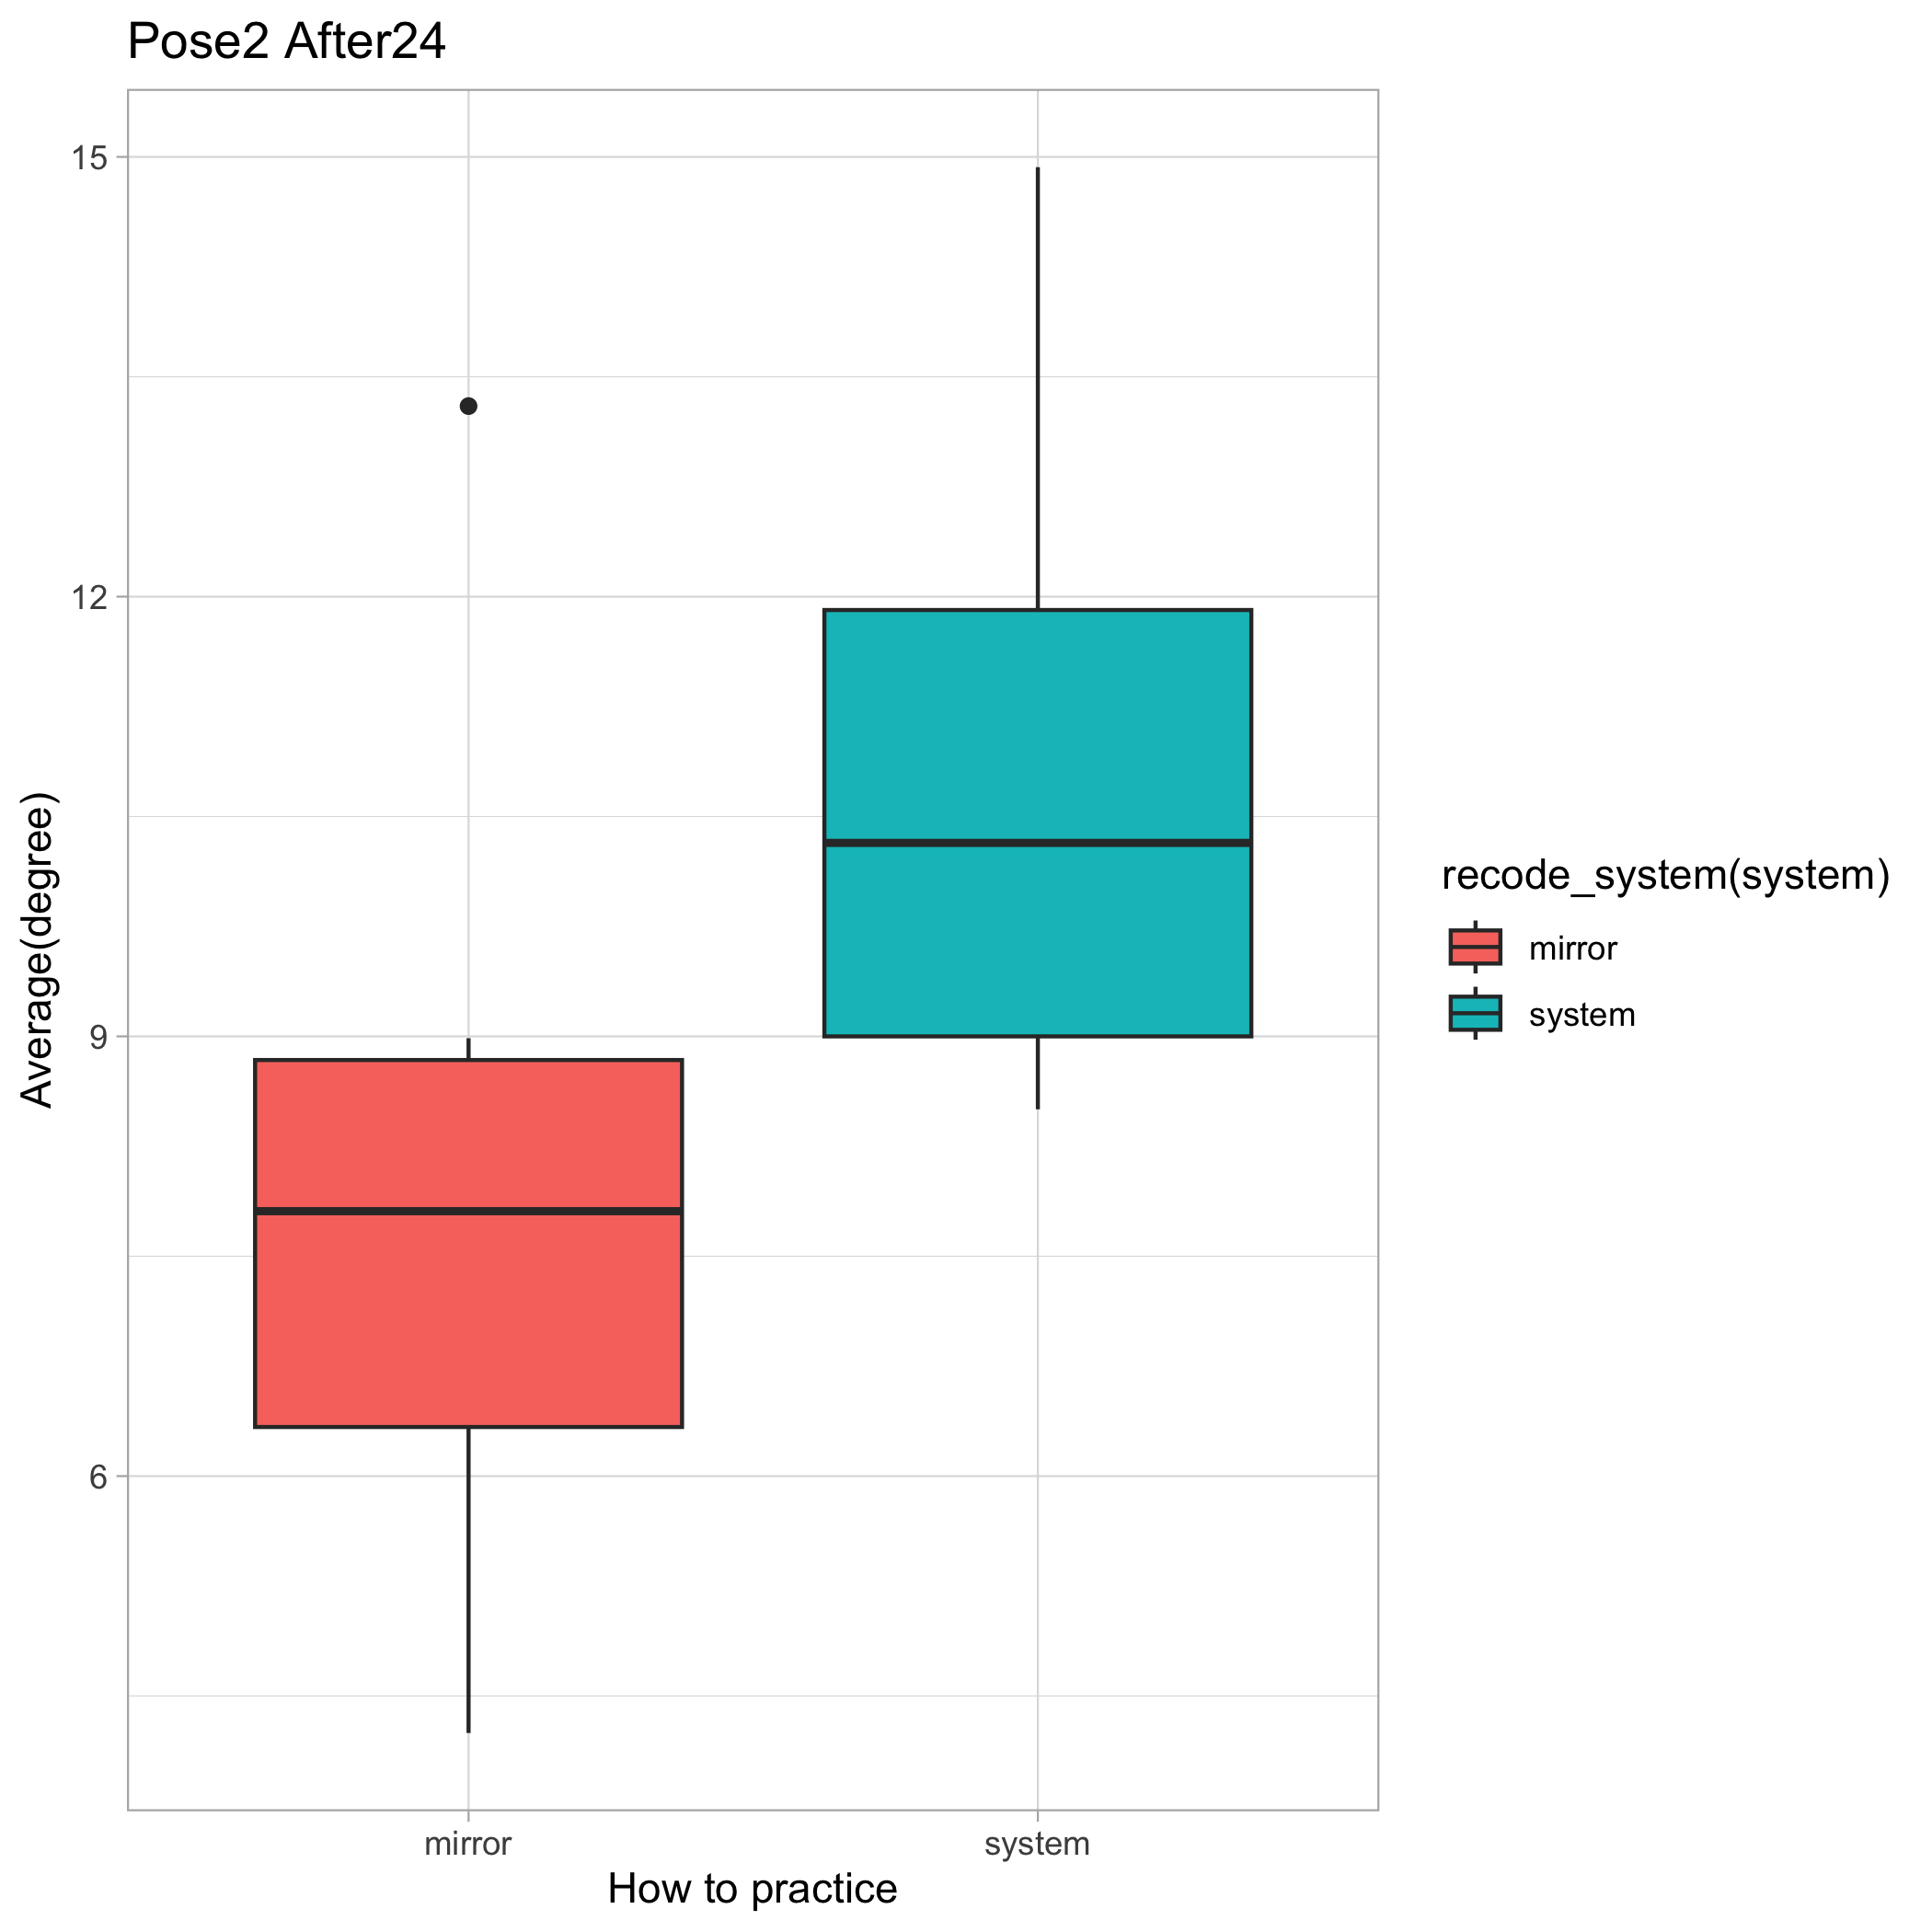 Pose2 After24
15
12
9
6
Average(degree)
mirror
system
How to practice
recode_system(system)
mirror
system